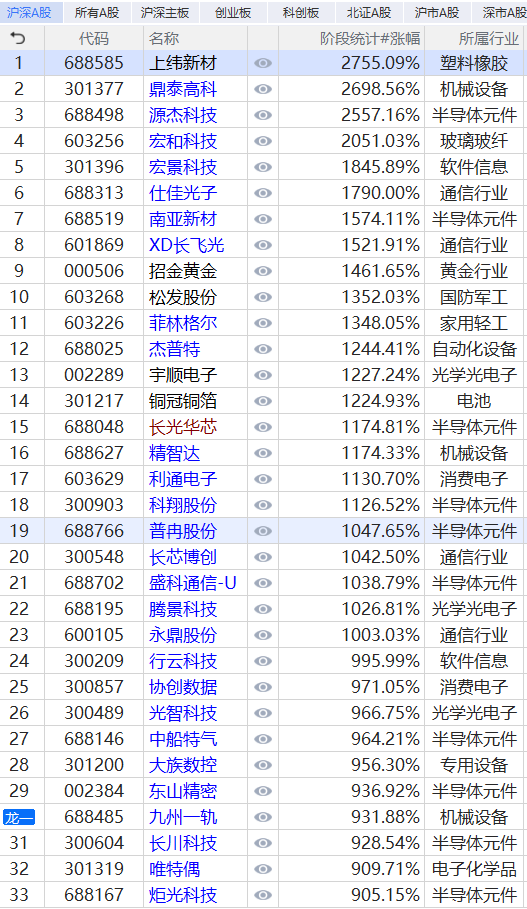 沪深A股 所有A股 沪深主板 创业板 科创板 北证A股 沪市A股 深市A股
代码 名称 阶段统计#涨幅 所属行业
1 688585 上纬新材 2755.09% 塑料橡胶
2 301377 鼎泰高科 2698.56% 机械设备
3 688498 源杰科技 2557.16% 半导体元件
4 603256 宏和科技 2051.03% 玻璃玻纤
5 301396 宏景科技 1845.89% 软件信息
6 688313 仕佳光子 1790.00% 通信行业
7 688519 南亚新材 1574.11% 半导体元件
8 601869 XD长飞光 1521.91% 通信行业
9 000506 招金黄金 1461.65% 黄金行业
10 603268 松发股份 1352.03% 国防军工
11 603226 菲林格尔 1348.05% 家用轻工
12 688025 杰普特 1244.41% 自动化设备
13 002289 宇顺电子 1227.24% 光学光电子
14 301217 铜冠铜箔 1224.93% 电池
15 688048 长光华芯 1174.81% 半导体元件
16 688627 精智达 1174.33% 机械设备
17 603629 利通电子 1130.70% 消费电子
18 300903 科翔股份 1126.52% 半导体元件
19 688766 普冉股份 1047.65% 半导体元件
20 300548 长芯博创 1042.50% 通信行业
21 688702 盛科通信-U 1038.79% 半导体元件
22 688195 腾景科技 1026.81% 光学光电子
23 600105 永鼎股份 1003.03% 通信行业
24 300209 行云科技 995.99% 软件信息
25 300857 协创数据 971.05% 消费电子
26 300489 光智科技 966.75% 光学光电子
27 688146 中船特气 964.21% 半导体元件
28 301200 大族数控 956.30% 专用设备
29 002384 东山精密 936.92% 半导体元件
龙一 688485 九州一轨 931.88% 机械设备
31 300604 长川科技 928.54% 半导体元件
32 301319 唯特偶 909.71% 电子化学品
33 688167 炬光科技 905.15% 半导体元件